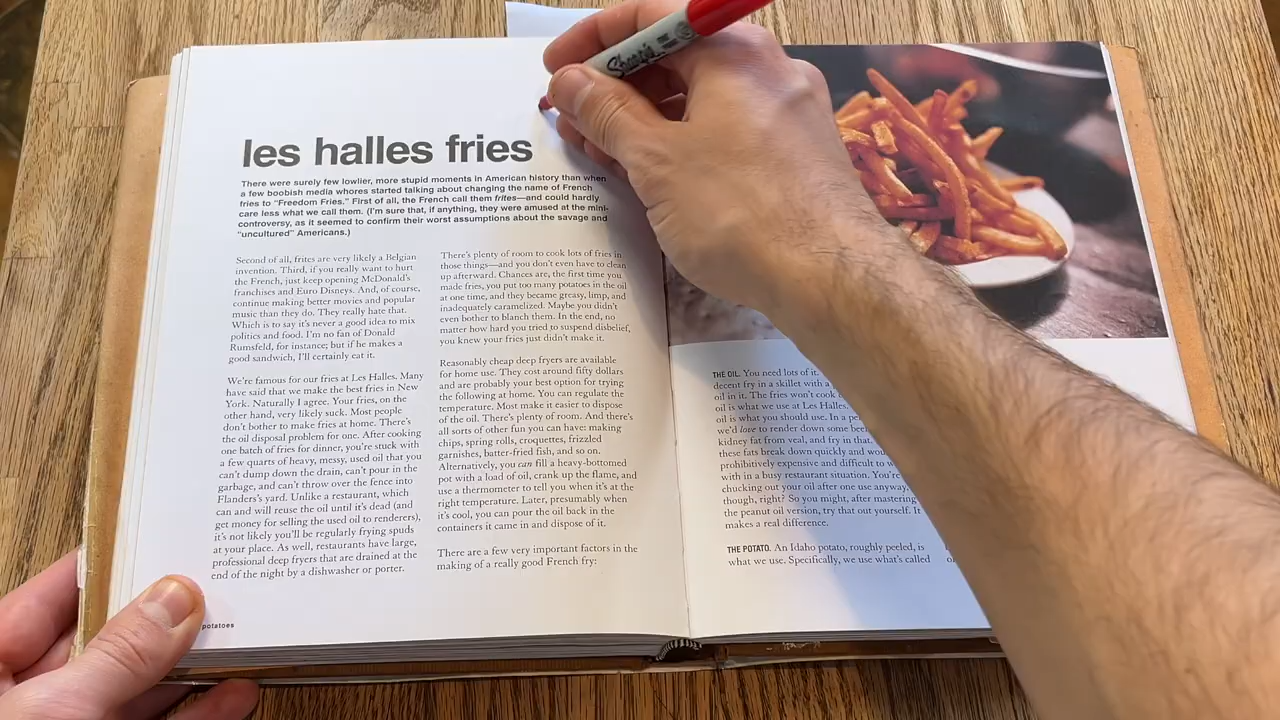 Sharpie
les halles fries
There were surely few lowlier, more stupid moments in American history than when
a few boobish media whores started talking about changing the name of French
fries to “Freedom Fries.” First of all, the French call them frites—and could hardly
care less what we call them. (I’m sure that, if anything, they were amused at the mini-
controversy, as it seemed to confirm their worst assumptions about the savage and
“uncultured” Americans.)
Second of all, frites are very likely a Belgian
invention. Third, if you really want to hurt
the French, just keep opening McDonald’s
franchises and Euro Disneys. And, of course,
continue making better movies and popular
music than they do. They really hate that.
Which is to say it’s never a good idea to mix
politics and food. I’m no fan of Donald
Rumsfeld, for instance; but if he makes a
good sandwich, I’ll certainly eat it.
We’re famous for our fries at Les Halles. Many
have said that we make the best fries in New
York. Naturally I agree. Your fries, on the
other hand, very likely suck. Most people
don’t bother to make fries at home. There’s
the oil disposal problem for one. After cooking
one batch of fries for dinner, you’re stuck with
a few quarts of heavy, messy, used oil that you
can’t dump down the drain, can’t pour in the
garbage, and can’t throw over the fence into
Flanders’s yard. Unlike a restaurant, which
can and will reuse the oil until it’s dead (and
get money for selling the used oil to renderers),
it’s not likely you’ll be regularly frying spuds
at your place. As well, restaurants have large,
professional deep fryers that are drained at the
end of the night by a dishwasher or porter.
There’s plenty of room to cook lots of fries in
those things—and you don’t even have to clean
up afterward. Chances are, the first time you
made fries, you put too many potatoes in the oil
at one time, and they became greasy, limp, and
inadequately caramelized. Maybe you didn’t
even bother to blanch them. In the end, no
matter how hard you tried to suspend disbelief,
you knew your fries just didn’t make it.
Reasonably cheap deep fryers are available
for home use. They cost around fifty dollars
and are probably your best option for trying
the following at home. You can regulate the
temperature. Most make it easier to dispose
of the oil. There’s plenty of room. And there’s
all sorts of other fun you can have: making
chips, spring rolls, croquettes, frizzled
garnishes, batter-fried fish, and so on.
Alternatively, you can fill a heavy-bottomed
pot with a load of oil, crank up the flame, and
use a thermometer to tell you when it’s at the
right temperature. Later, presumably when
it’s cool, you can pour the oil back in the
containers it came in and dispose of it.
There are a few very important factors in the
making of a really good French fry:
potatoes
THE OIL. You need lots of it.
decent fry in a skillet with a
oil in it. The fries won’t cook
oil is what we use at Les Halles.
oil is what you should use. In a
we’d love to render down some
kidney fat from veal, and fry in that.
these fats break down quickly and
prohibitively expensive and difficult to
with in a busy restaurant situation. You’re
chucking out your oil after one use anyway,
though, right? So you might, after mastering
the peanut oil version, try that out yourself. It
makes a real difference.
THE POTATO. An Idaho potato, roughly peeled, is
what we use. Specifically, we use what’s called